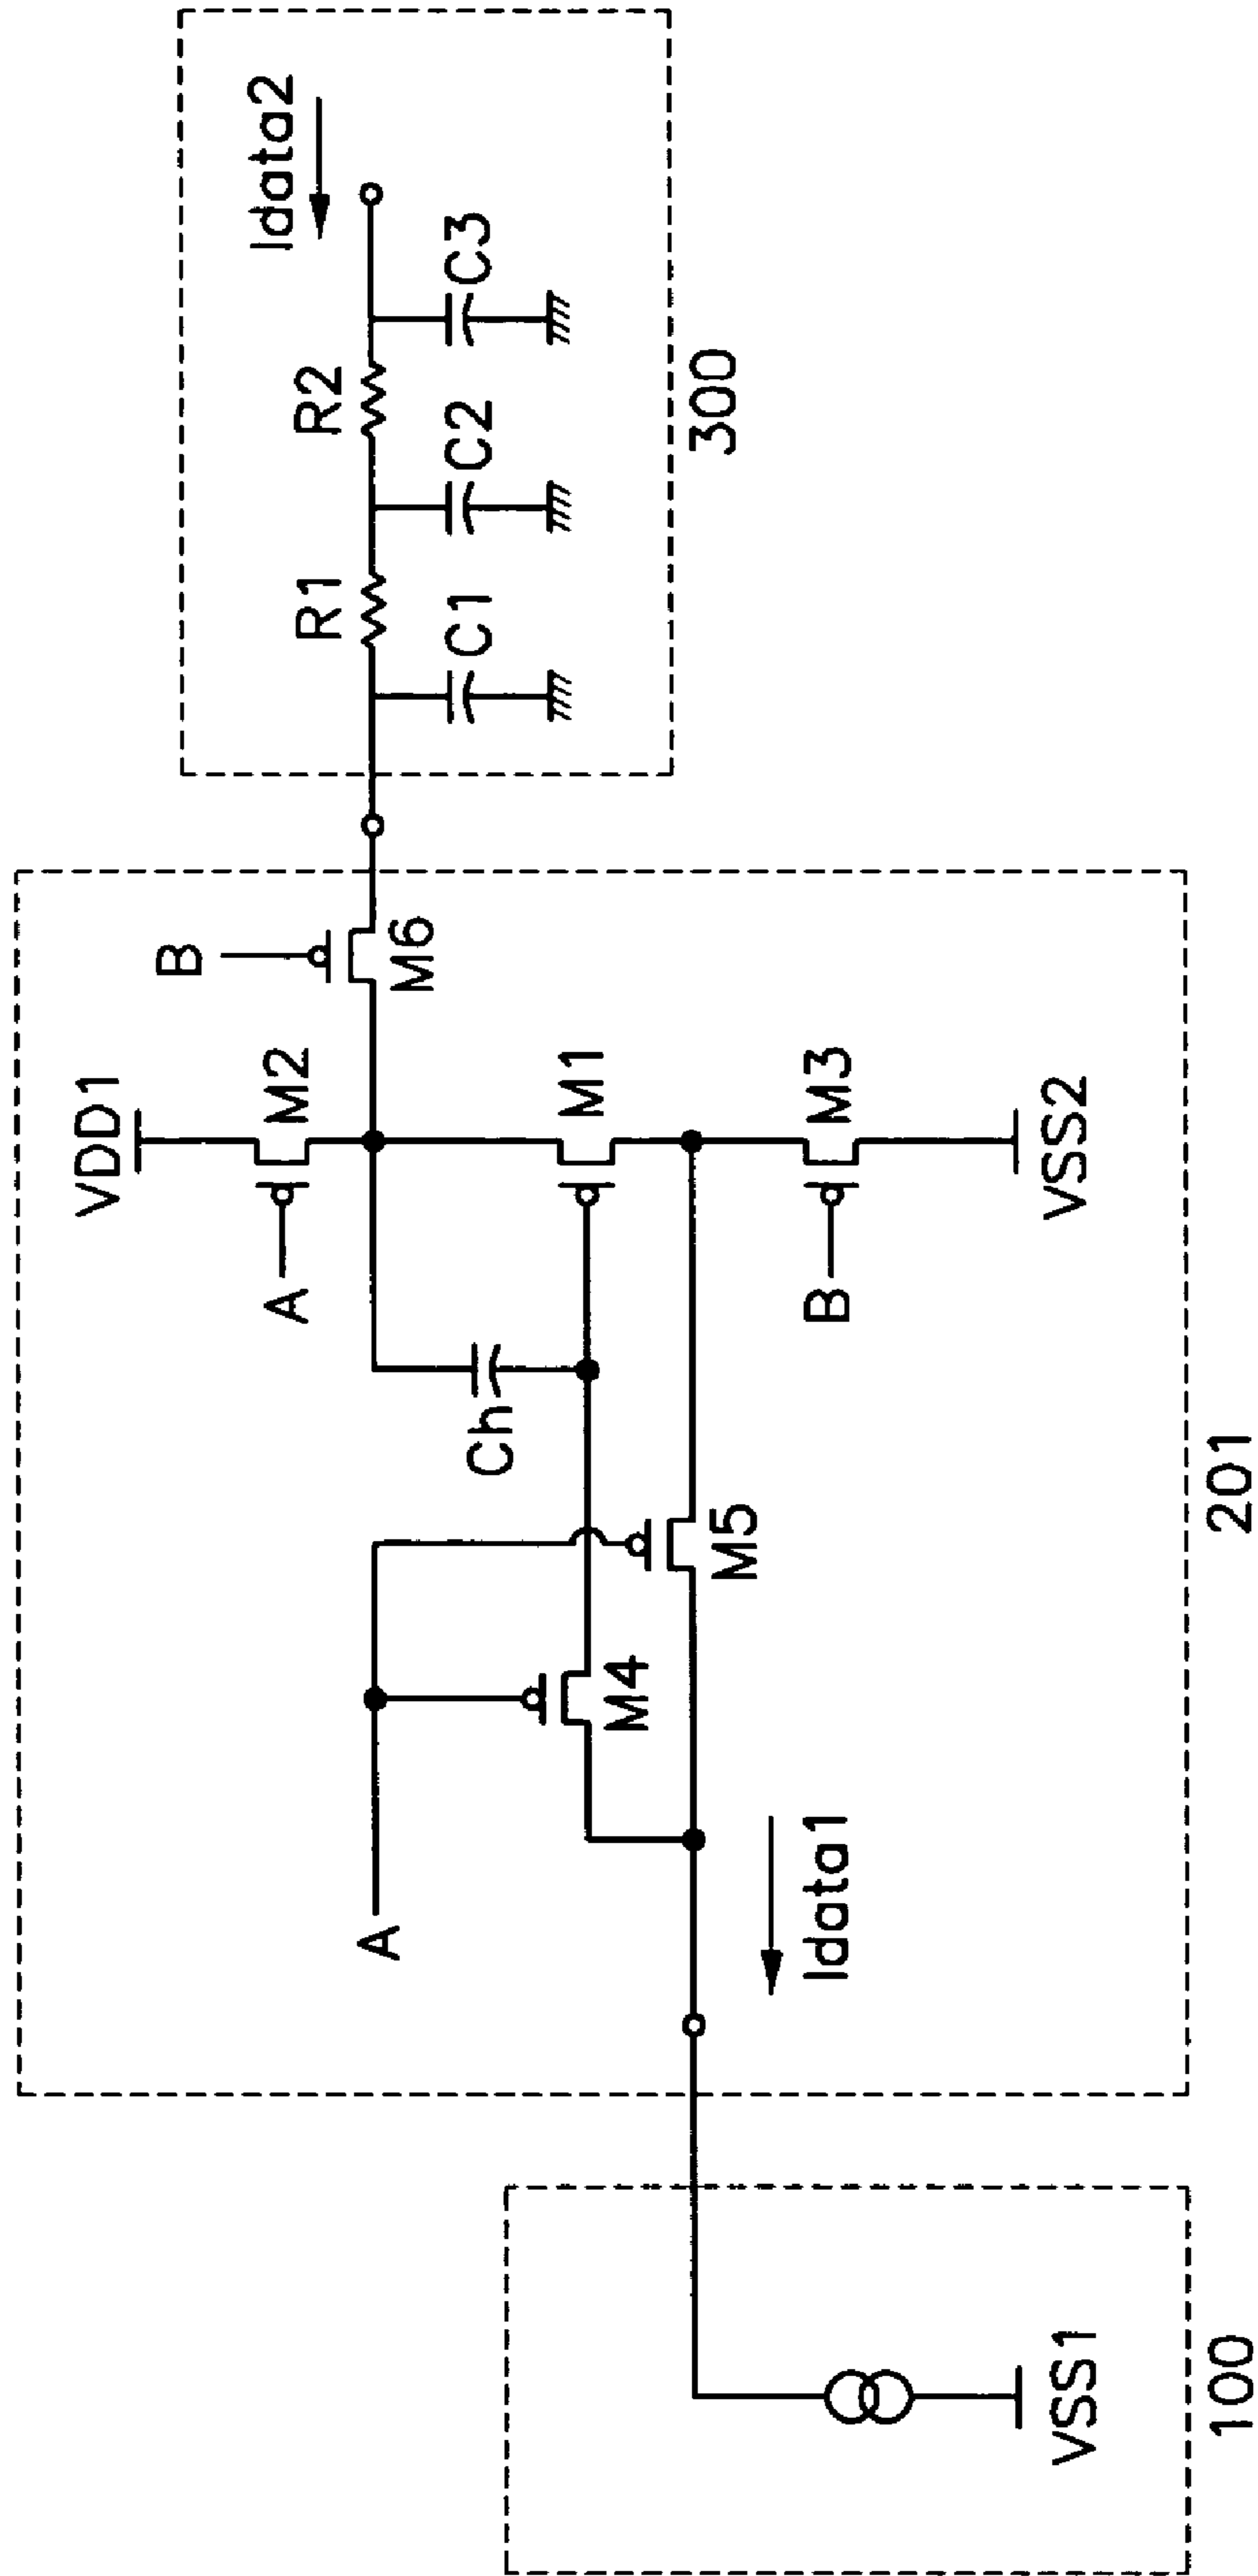 VDD1
B
Idata2
A
M2
R1
R2
M6
C1
C2
C3
A
Ch
M1
M4
M5
Idata1
B
M3
VSS1
VSS2
300
100
201